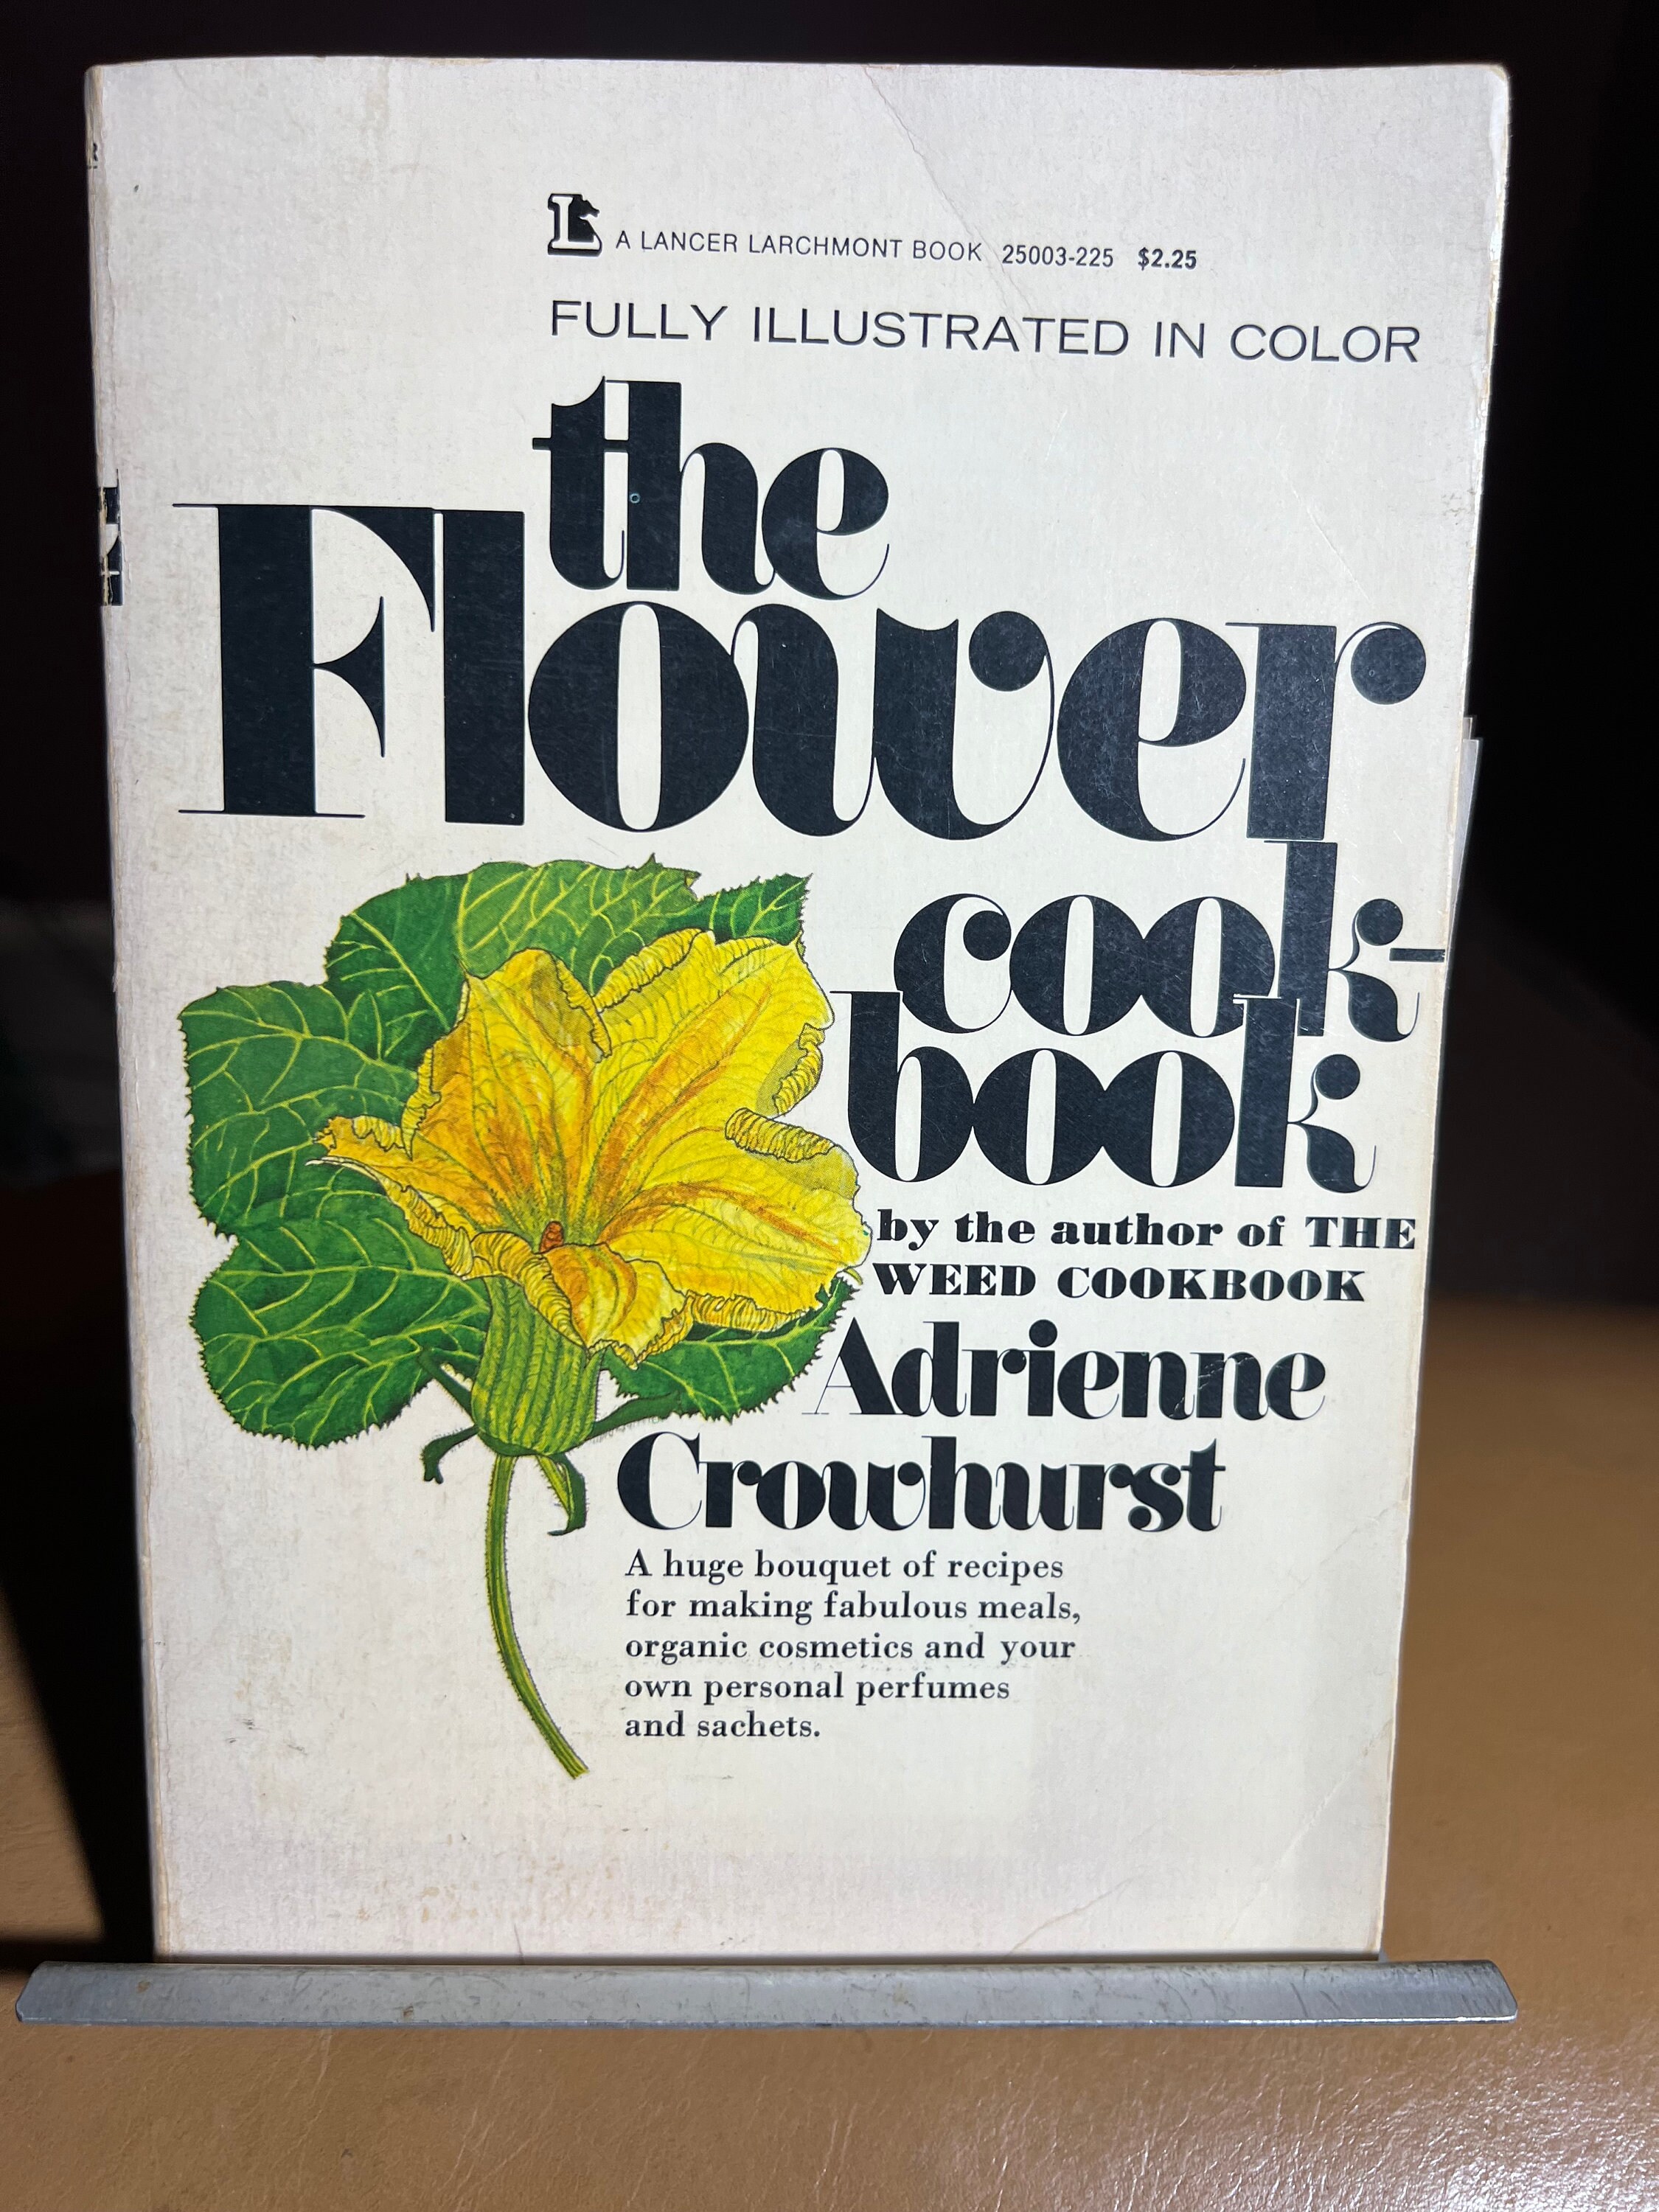 L
A LANCER LARCHMONT BOOK 25003-225 $2.25
FULLY ILLUSTRATED IN COLOR
the
Flower
cook-
book
by the author of THE
WEED COOKBOOK
Adrienne
Crowhurst
A huge bouquet of recipes
for making fabulous meals,
organic cosmetics and your
own personal perfumes
and sachets.